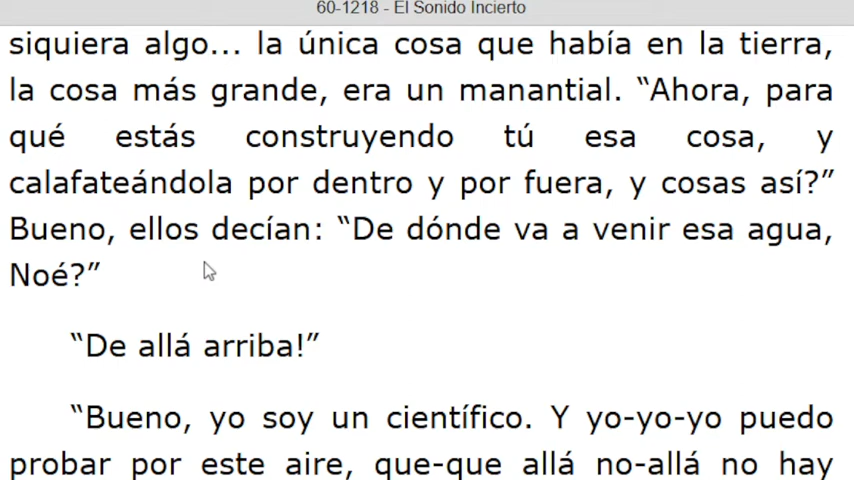 60-1218 - El Sonido Incierto
siquiera algo... la única cosa que había en la tierra,
la cosa más grande, era un manantial. “Ahora, para
qué estás construyendo tú esa cosa, y
calafateándola por dentro y por fuera, y cosas así?”
Bueno, ellos decían: “De dónde va a venir esa agua,
Noé?”
“De allá arriba!”
“Bueno, yo soy un científico. Y yo-yo-yo puedo
probar por este aire, que-que allá no-allá no hay